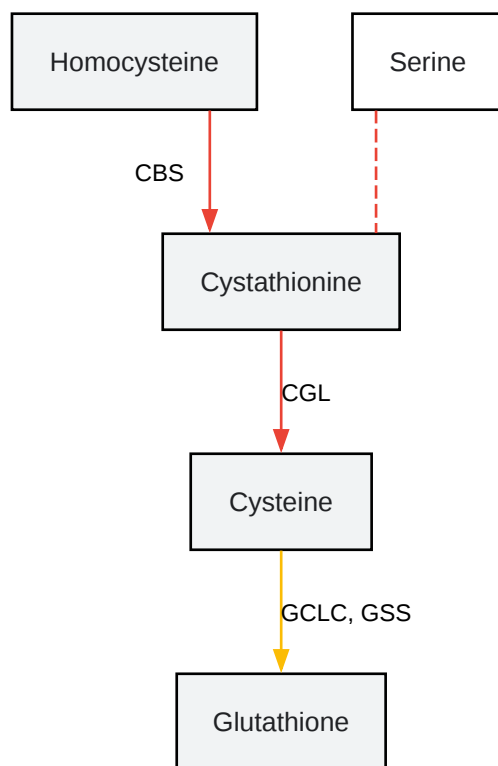 Homocysteine
Serine
CBS
Cystathionine
CGL
Cysteine
GCLC, GSS
Glutathione